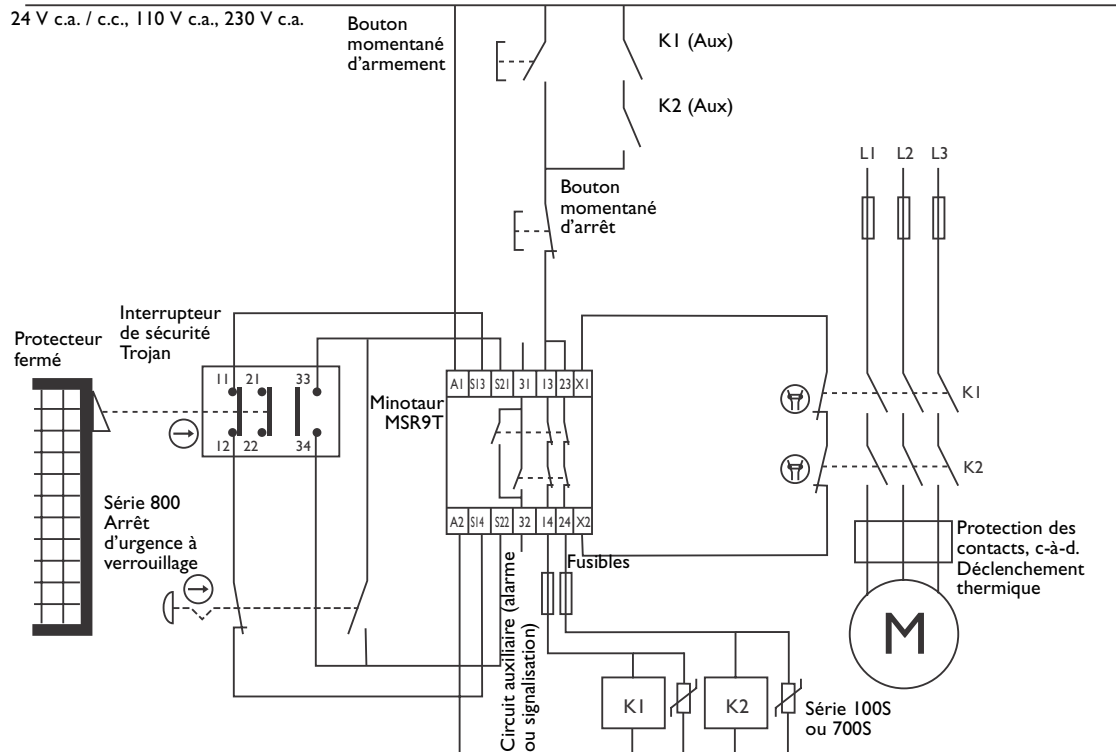 24 V c.a. / c.c., 110 V c.a., 230 V c.a.
Bouton
momentané
d’armement
K1 (Aux)
K2 (Aux)
L1 L2 L3
Bouton
momentané
d’arrêt
Interrupteur
de sécurité
Trojan
Protecteur
fermé
11 21 33
12 22 34
Minotaur
MSR9T
A1 S13 S21 31 13 23 X1
A2 S14 S22 32 14 24 X2
K1
K2
Série 800
Arrêt
d’urgence à
verrouillage
Circuit auxiliaire (alarme
ou signalisation)
Fusibles
Protection des
contacts, c-à-d.
Déclenchement
thermique
M
K1 K2
Série 100S
ou 700S